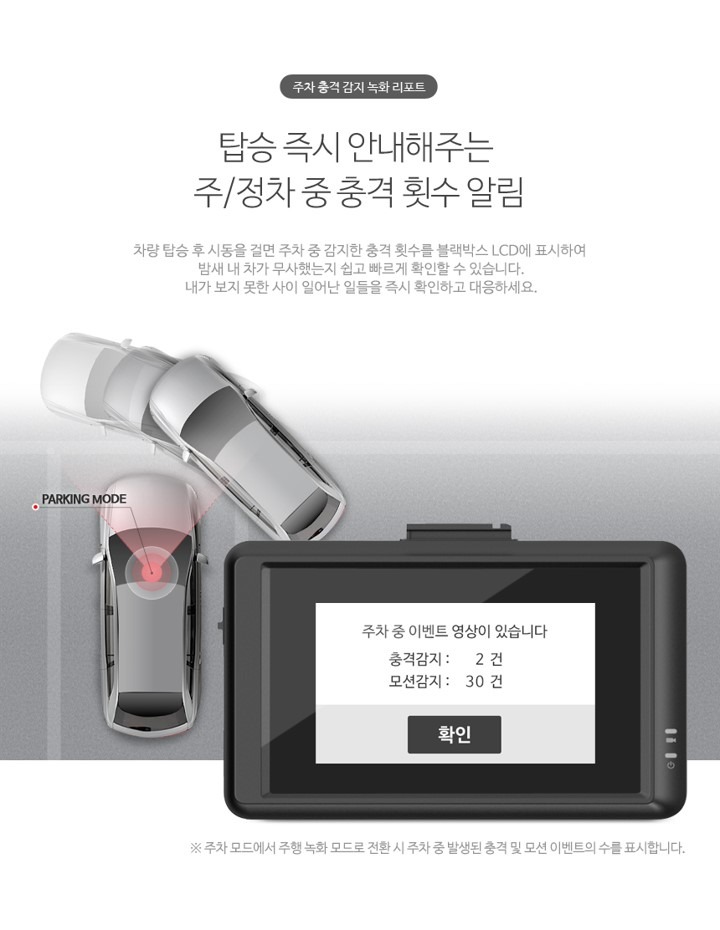 주차 충격 감지 녹화 리포트
탑승 즉시 안내해주는
주/정차 중 충격 횟수 알림
차량 탑승 후 시동을 걸면 주차 중 감지한 충격 횟수를 블랙박스 LCD에 표시하여
밤새 내 차가 무사했는지 쉽고 빠르게 확인할 수 있습니다.
내가 보지 못한 사이 일어난 일들을 즉시 확인하고 대응하세요.
PARKING MODE
주차 중 이벤트 영상이 있습니다
충격감지 : 2 건
모션감지 : 30 건
확인
※ 주차 모드에서 주행 녹화 모드로 전환 시 주차 중 발생된 충격 및 모션 이벤트의 수를 표시합니다.